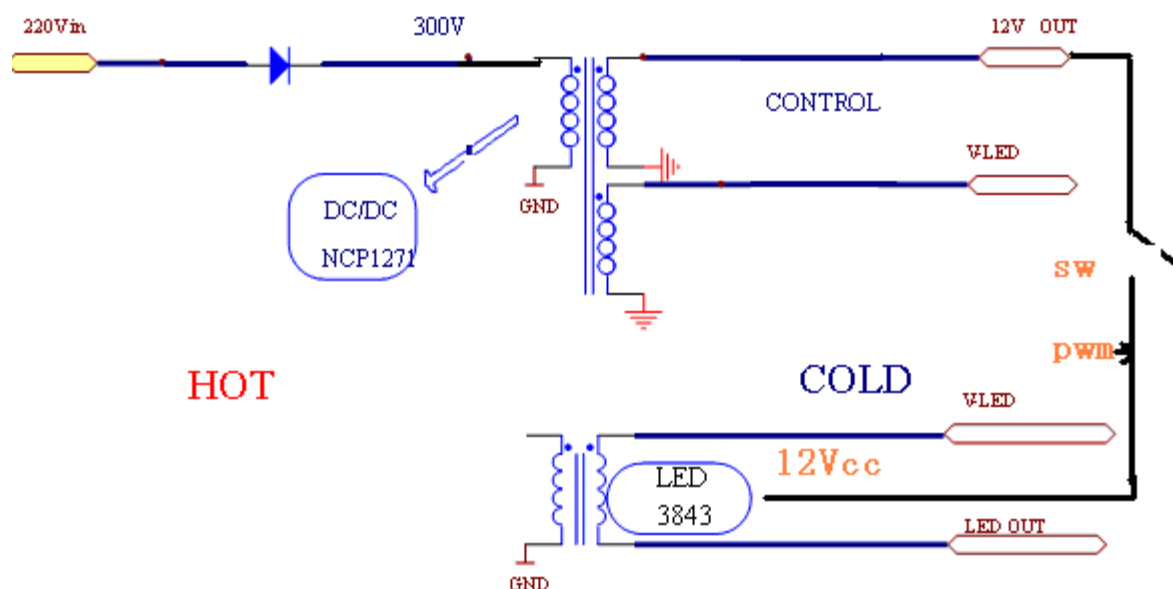 220Vin
300V
12V OUT
CONTROL
V-LED
GND
DC/DC
NCP1271
sw
pwm
HOT
COLD
V-LED
12Vcc
LED
3843
LED OUT
GND